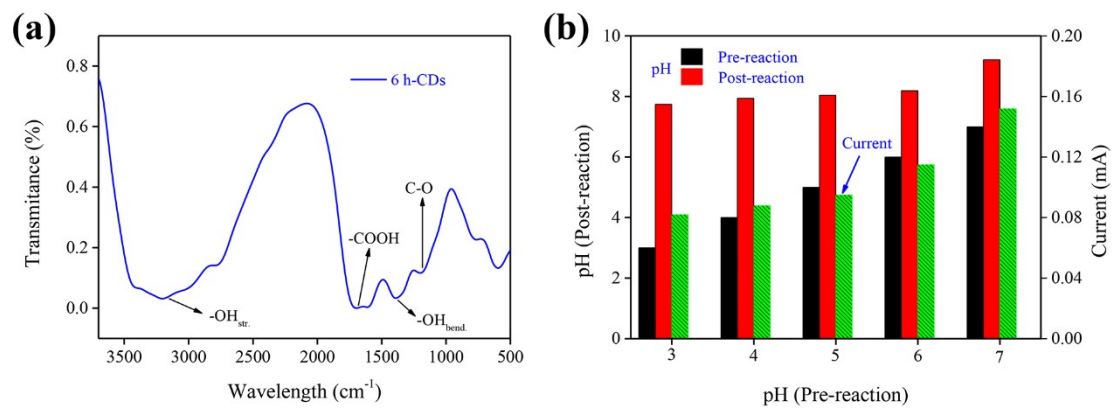 (a)
0.8
0.6
0.4
0.2
0.0
Transmitance (%)
6 h-CDs
-OHstr.
-COOH
C-O
-OHbend.
3500 3000 2500 2000 1500 1000 500
Wavelength (cm-1)
(b)
10
8
6
4
2
0
pH (Post-reaction)
pH
Pre-reaction
Post-reaction
Current
0.20
0.16
0.12
0.08
0.04
0.00
Current (mA)
3 4 5 6 7
pH (Pre-reaction)